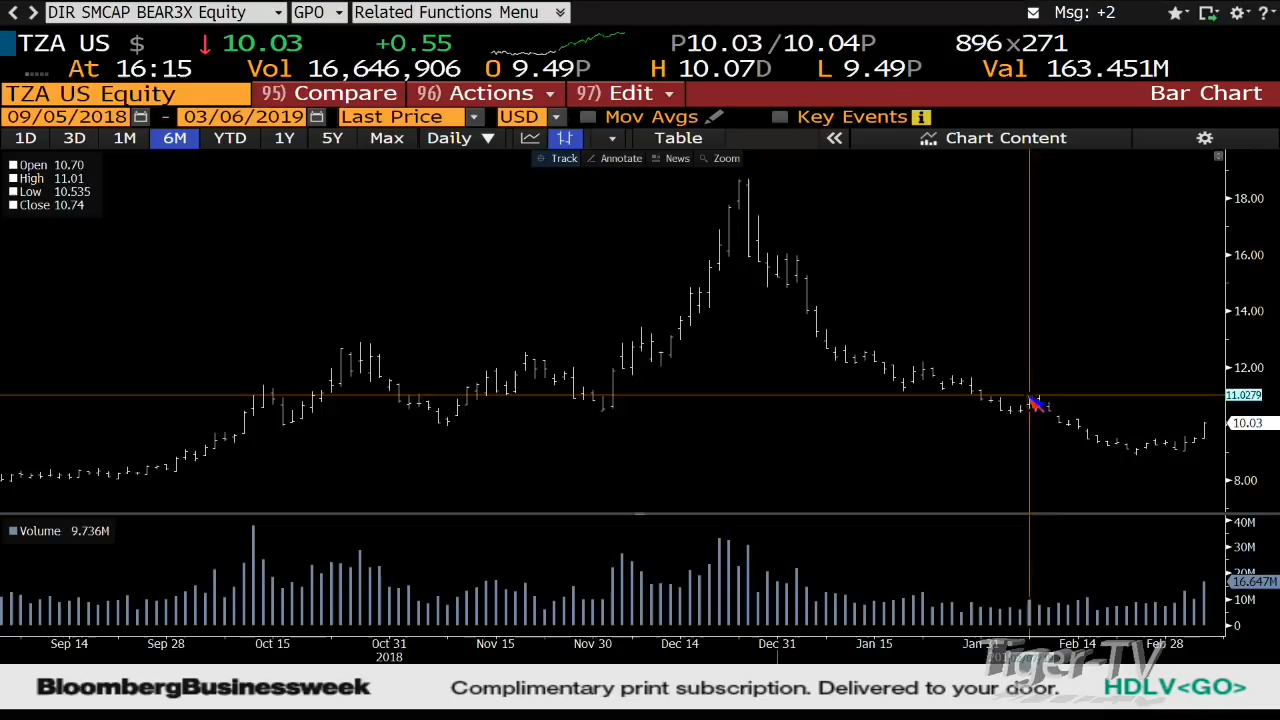 DIR SMCAP BEAR3X Equity GPO Related Functions Menu Msg: +2
TZA US $ ↓ 10.03 +0.55 P10.03/10.04P 896x271
At 16:15 Vol 16,646,906 O 9.49P H 10.07D L 9.49P Val 163.451M
TZA US Equity 95) Compare 96) Actions 97) Edit Bar Chart
09/05/2018 - 03/06/2019 Last Price USD Mov Avgs Key Events i
1D 3D 1M 6M YTD 1Y 5Y Max Daily ▼ Table « Chart Content
Track Annotate News Zoom
Open 10.70
High 11.01
Low 10.535
Close 10.74
18.00
16.00
14.00
12.00
11.0279
10.03
8.00
Volume 9.736M
40M
30M
20M
16.647M
10M
0
Sep 14 Sep 28 Oct 15 Oct 31 Nov 15 Nov 30 Dec 14 Dec 31 Jan 15 Jan 31 Feb 14 Feb 28
2018
Tiger-TV
BloombergBusinessweek Complimentary print subscription. Delivered to your door. HDLV<GO>